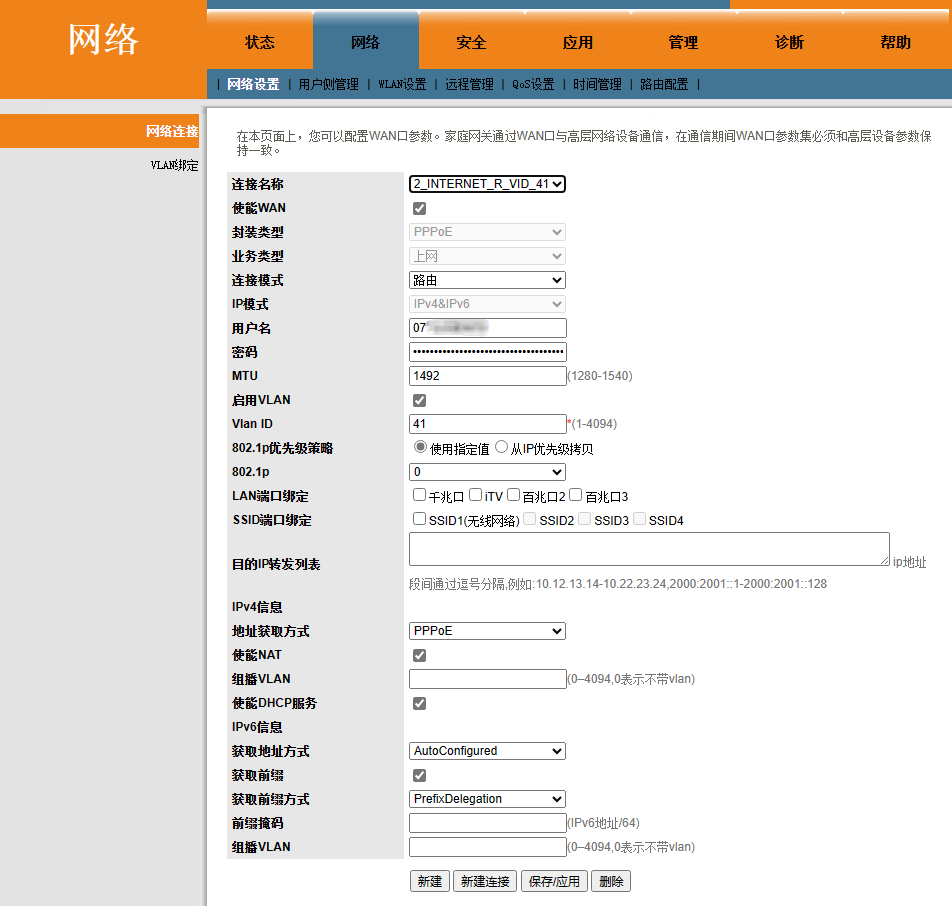 网络
状态 网络 安全 应用 管理 诊断 帮助
| 网络设置 | 用户侧管理 | WLAN设置 | 远程管理 | QoS设置 | 时间管理 | 路由配置 |
网络连接
VLAN绑定
在本页面上，您可以配置WAN口参数。家庭网关通过WAN口与高层网络设备通信，在通信期间WAN口参数集必须和高层设备参数保
持一致。
连接名称 2_INTERNET_R_VID_41
使能WAN
封装类型 PPPoE
业务类型 上网
连接模式 路由
IP模式 IPv4&IPv6
用户名 07
密码 ••••••••••••••••••••••••••••••••••••
MTU 1492 (1280-1540)
启用VLAN
Vlan ID 41 *(1-4094)
802.1p优先级策略 使用指定值 从IP优先级拷贝
802.1p 0
LAN端口绑定 千兆口 iTV 百兆口2 百兆口3
SSID端口绑定 SSID1(无线网络) SSID2 SSID3 SSID4
目的IP转发列表 ip地址
段间通过逗号分隔,例如:10.12.13.14-10.22.23.24,2000:2001::1-2000:2001::128
IPv4信息
地址获取方式 PPPoE
使能NAT
组播VLAN (0–4094,0表示不带vlan)
使能DHCP服务
IPv6信息
获取地址方式 AutoConfigured
获取前缀
获取前缀方式 PrefixDelegation
前缀掩码 (IPv6地址/64)
组播VLAN (0–4094,0表示不带vlan)
新建 新建连接 保存/应用 删除